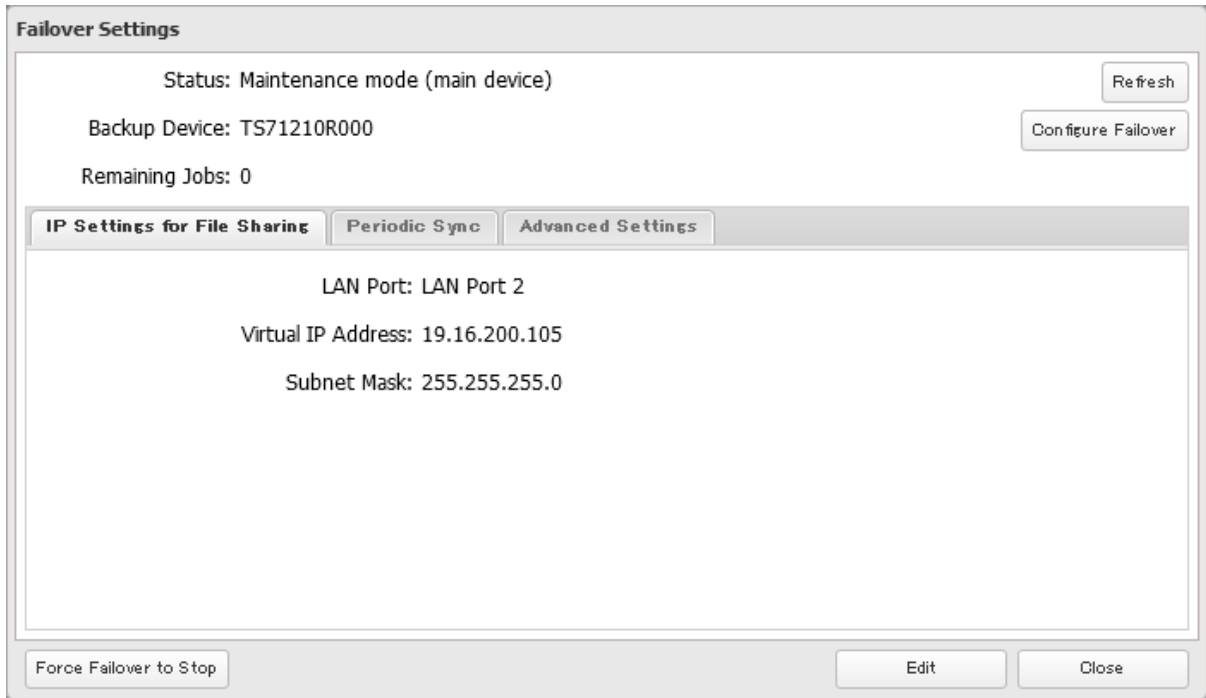 Failover Settings
Status: Maintenance mode (main device)
Refresh
Backup Device: TS71210R000
Configure Failover
Remaining Jobs: 0
IP Settings for File Sharing Periodic Sync Advanced Settings
LAN Port: LAN Port 2
Virtual IP Address: 19.16.200.105
Subnet Mask: 255.255.255.0
Force Failover to Stop Edit Close